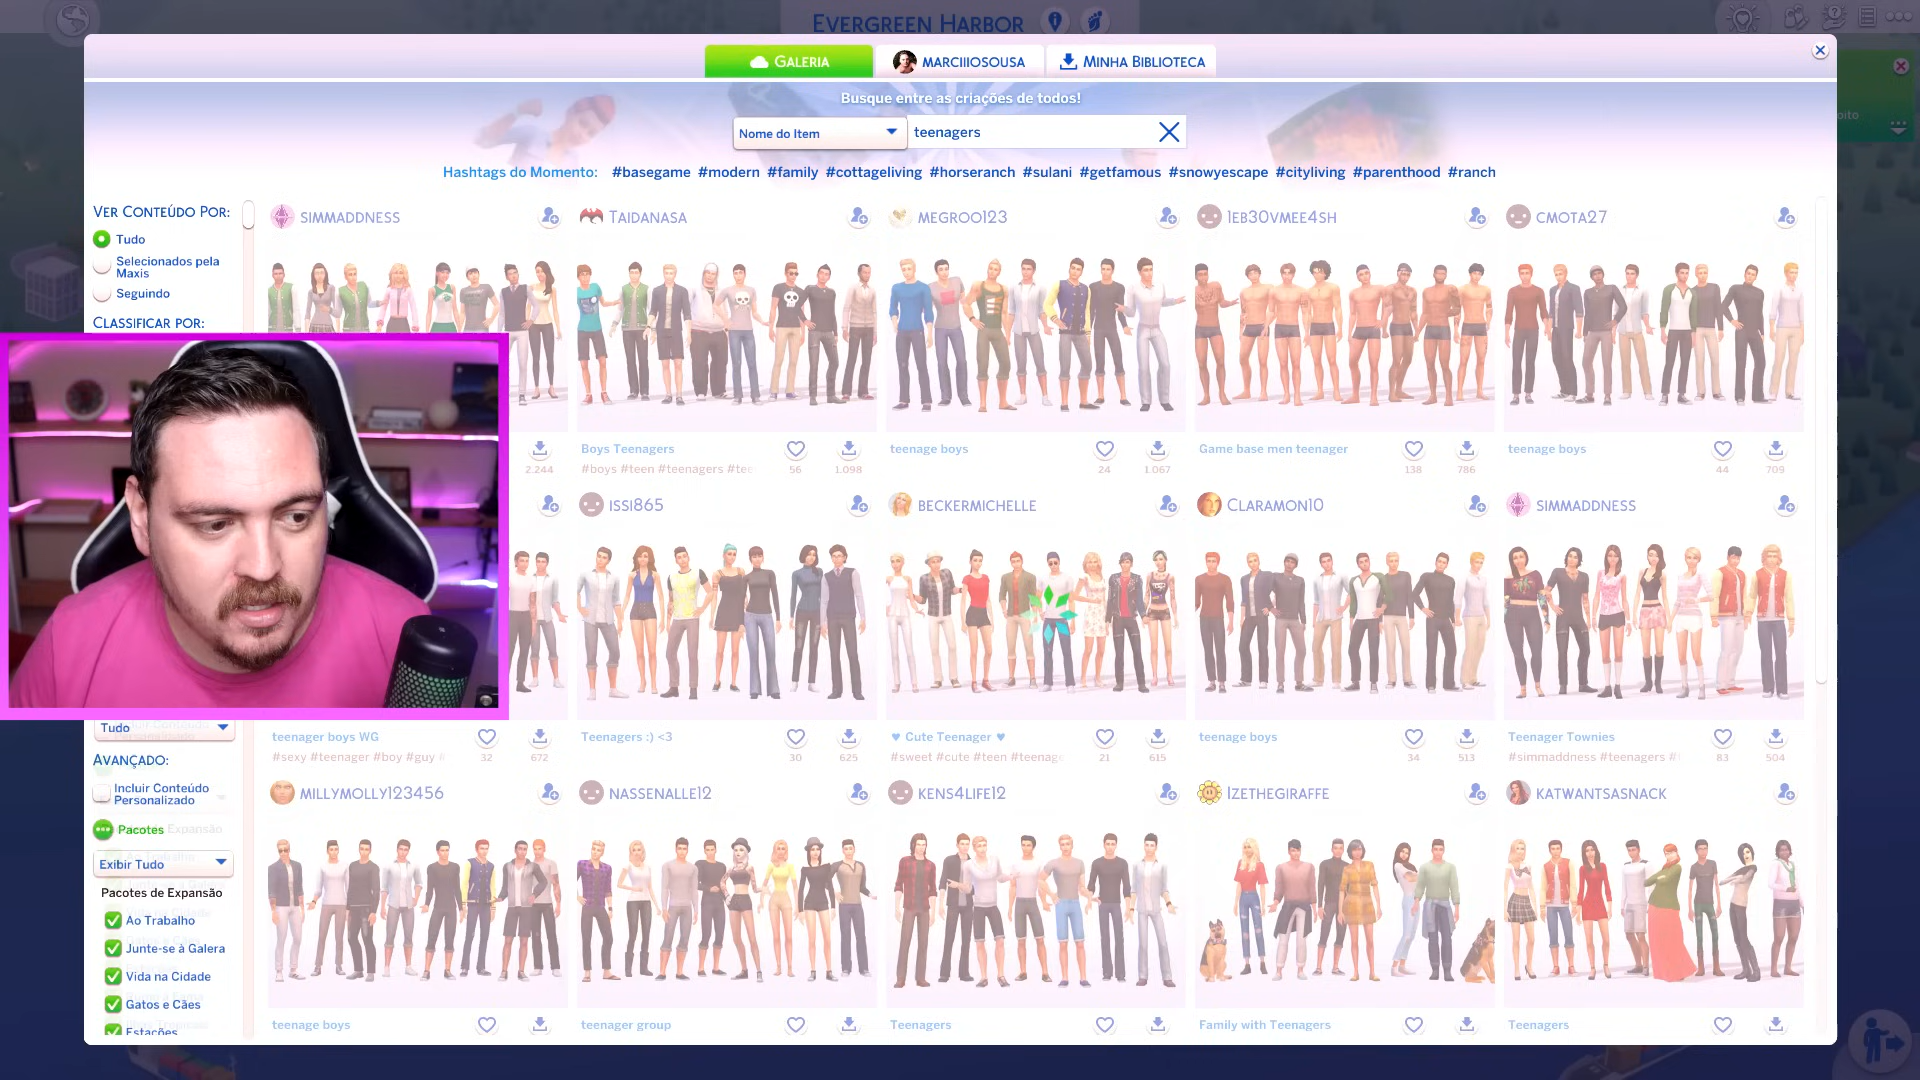 EVERGREEN HARBOR
GALERIA
MARCIIIOSOUSA
MINHA BIBLIOTECA
Busque entre as criações de todos!
Nome do Item
teenagers
Hashtags do Momento: #basegame #modern #family #cottageliving #horseranch #sulani #getfamous #snowyescape #cityliving #parenthood #ranch
VER CONTEÚDO POR:
Tudo
Selecionados pela
Maxis
Seguindo
CLASSIFICAR POR:
SIMMADDNESS
TAIDANASA
MEGROO123
1EB30VMEE4SH
CMOTA27
2.244
Boys Teenagers
#boys #teen #teenagers #tee
56
1.098
teenage boys
24
1.067
Game base men teenager
138
786
teenage boys
44
709
ISSI865
BECKERMICHELLE
CLARAMON10
SIMMADDNESS
Tudo
teenager boys WG
#sexy #teenager #boy #guy #
32
672
Teenagers :) <3
30
625
♥ Cute Teenager ♥
#sweet #cute #teen #teenage
21
615
teenage boys
34
513
Teenager Townies
#simmaddness #teenagers #
83
504
AVANÇADO:
Incluir Conteúdo
Personalizado
Pacotes
Exibir Tudo
Pacotes de Expansão
Ao Trabalho
Junte-se à Galera
Vida na Cidade
Gatos e Cães
Estações
MILLYMOLLY123456
NASSENALLE12
KENS4LIFE12
IZETHEGIRAFFE
KATWANTSASNACK
teenage boys
teenager group
Teenagers
Family with Teenagers
Teenagers